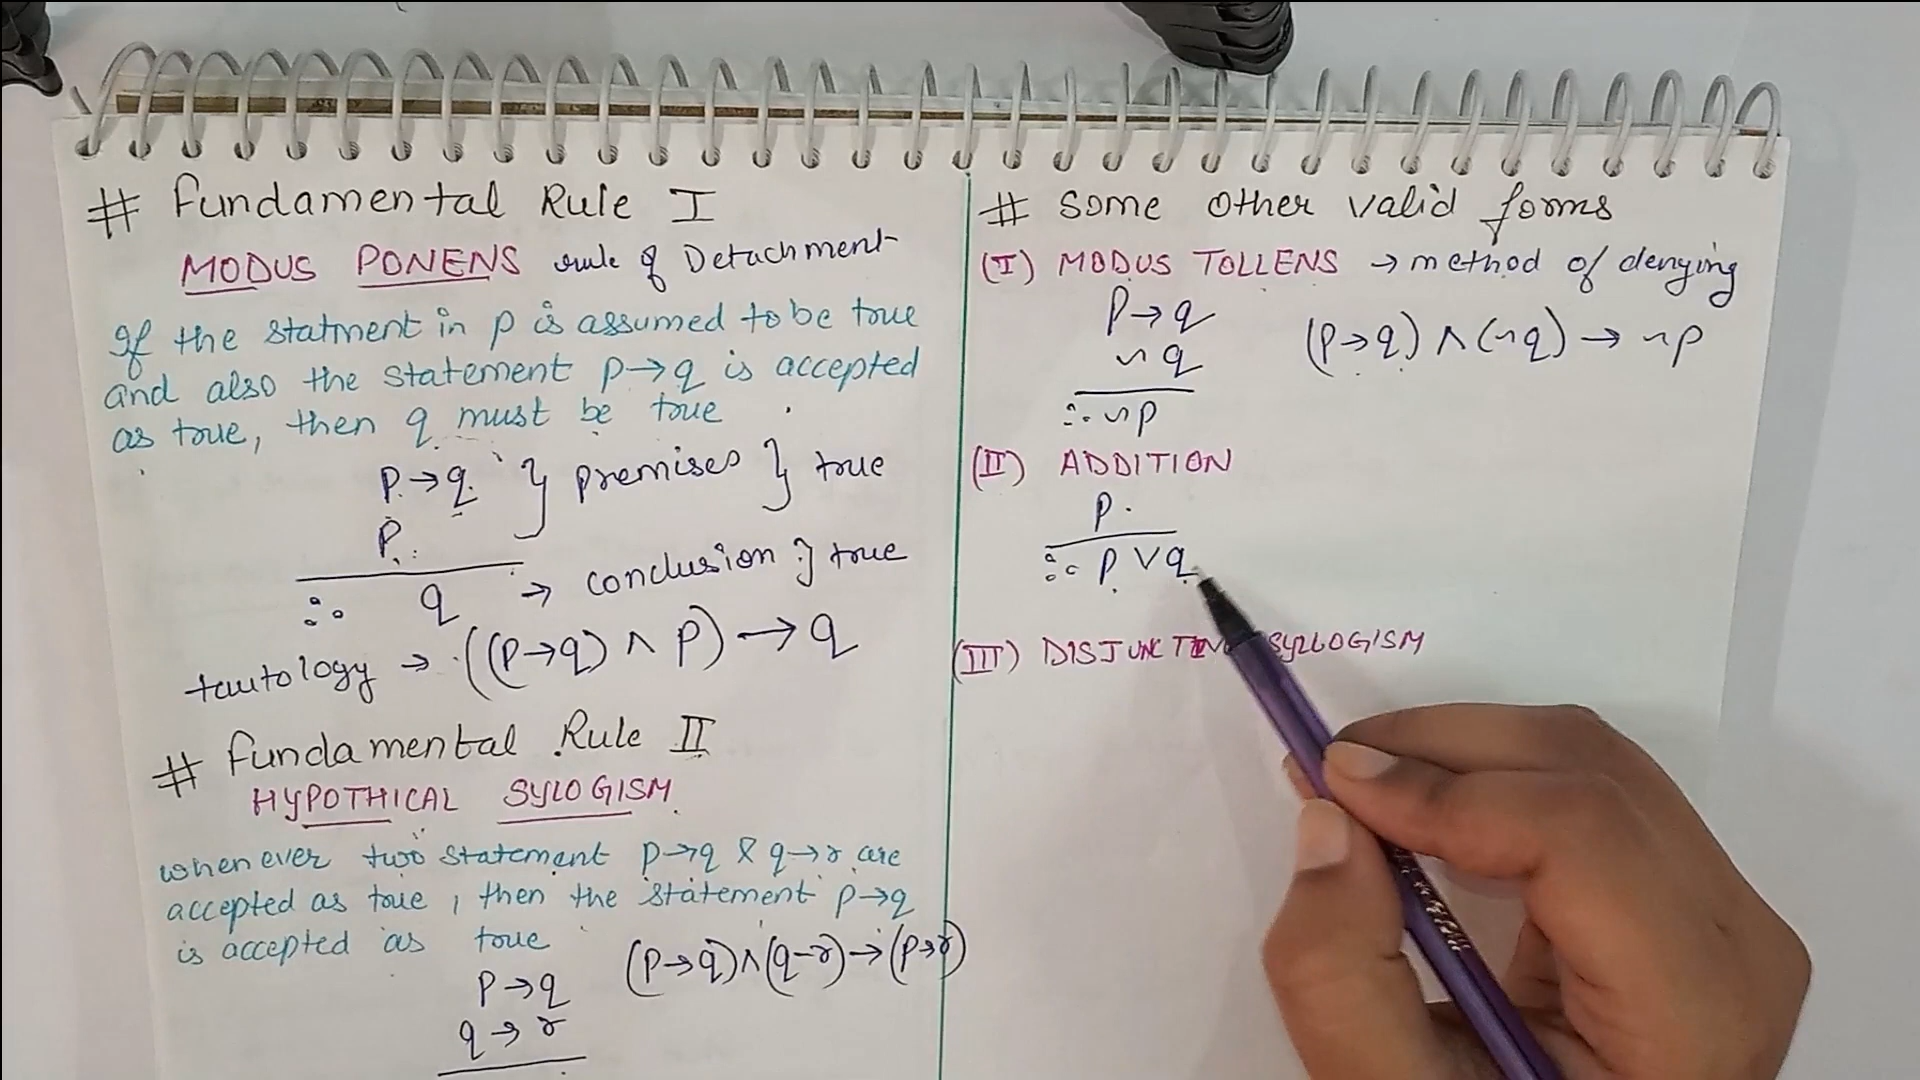 # Fundamental Rule I
MODUS PONENS rule of Detachment
If the statment in p is assumed to be true
and also the statement p→q is accepted
as true, then q must be true
p→q } premises } true
p
∴ q → conclusion } true
tautology → ((p→q) ∧ p) → q
# Fundamental Rule II
HYPOTHICAL SYLOGISM
when ever two statement p→q & q→r are
accepted as true, then the statement p→q
is accepted as true
(p→q)∧(q-r)→(p→r)
p→q
q→r
# Some other valid forms
(I) MODUS TOLLENS → method of denying
p→q
~q
∴ ~p
(p→q) ∧ (~q) → ~p
(II) ADDITION
p
∴ p ∨ q
(III) SYLLOGISM